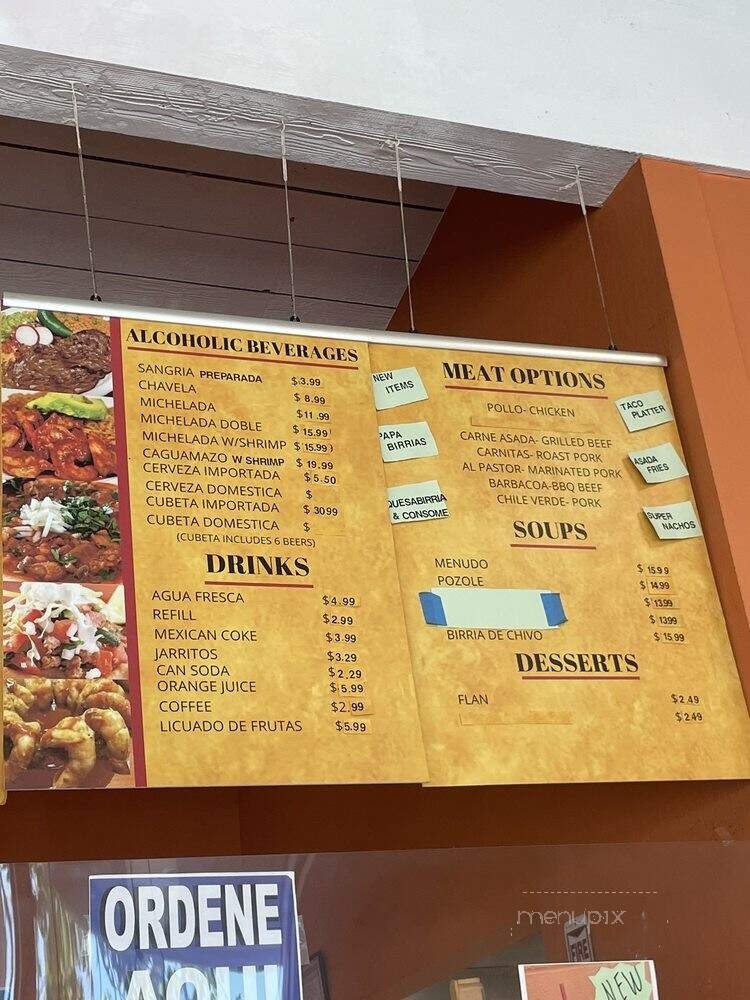 ALCOHOLIC BEVERAGES
SANGRIA PREPARADA $3.99
CHAVELA $8.99
MICHELADA $11.99
MICHELADA DOBLE $15.99
MICHELADA W/SHRIMP $15.99
CAGUAMAZO W SHRIMP $19.99
CERVEZA IMPORTADA $5.50
CERVEZA DOMESTICA $
CUBETA IMPORTADA $3099
CUBETA DOMESTICA $
(CUBETA INCLUDES 6 BEERS)
DRINKS
AGUA FRESCA $4.99
REFILL $2.99
MEXICAN COKE $3.99
JARRITOS $3.29
CAN SODA $2.29
ORANGE JUICE $5.99
COFFEE $2.99
LICUADO DE FRUTAS $5.99
NEW
ITEMS
PAPA
BIRRIAS
QUESABIRRIA
& CONSOME
MEAT OPTIONS
POLLO- CHICKEN
CARNE ASADA- GRILLED BEEF
CARNITAS- ROAST PORK
AL PASTOR- MARINATED PORK
BARBACOA-BBQ BEEF
CHILE VERDE- PORK
TACO
PLATTER
ASADA
FRIES
SUPER
NACHOS
SOUPS
MENUDO $15.99
POZOLE $14.99
$13.99
$1399
BIRRIA DE CHIVO $15.99
DESSERTS
FLAN $2.49
$2.49
ORDENE
AQUI
menupix
FIRE
NEW